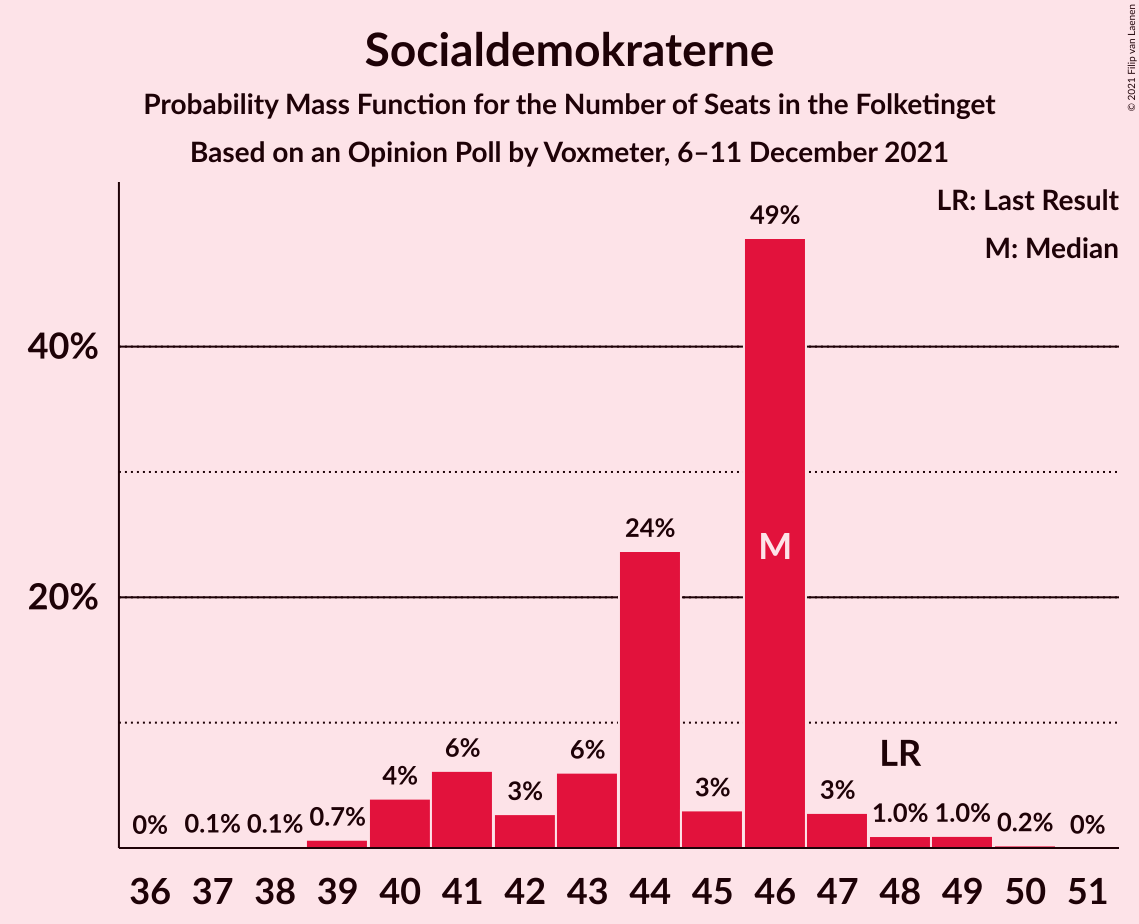 Socialdemokraterne
Probability Mass Function for the Number of Seats in the Folketinget
Based on an Opinion Poll by Voxmeter, 6–11 December 2021
© 2021 Filip van Laenen
LR: Last Result
M: Median
40%
20%
0% 0.1% 0.1% 0.7% 4% 6% 3% 6% 24% 3% 49% 3% 1.0% 1.0% 0.2% 0%
M
LR
36 37 38 39 40 41 42 43 44 45 46 47 48 49 50 51